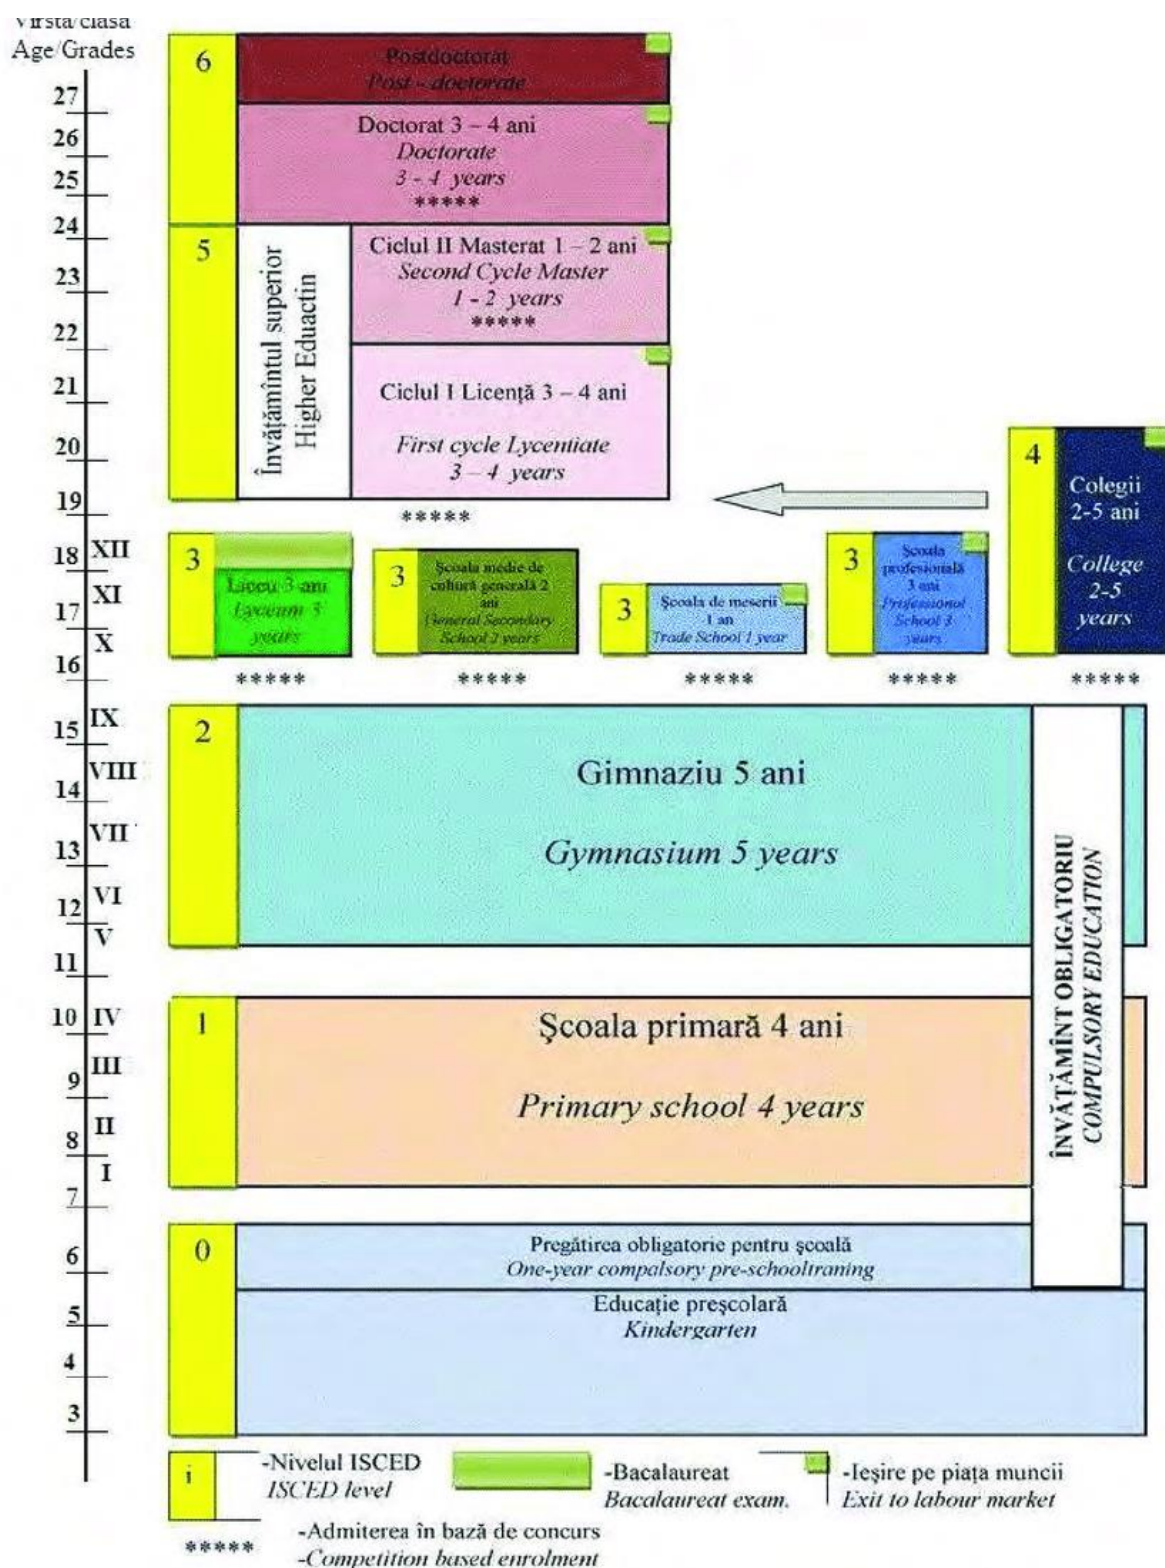 Vîrsta/clasa
Age/Grades
27
26
25
24
23
22
21
20
19
18
17
16
15
14
13
12
11
10
9
8
7
6
5
4
3
XII
XI
X
IX
VIII
VII
VI
V
IV
III
II
I
6
Postdoctorat
Post - doctorate
Doctorat 3 – 4 ani
Doctorate
3 - 4 years
*****
5
Învățămîntul superior
Higher Eduactin
Ciclul II Masterat 1 – 2 ani
Second Cycle Master
1 - 2 years
*****
Ciclul I Licență 3 – 4 ani
First cycle Lycentiate
3 – 4 years
*****
3
Liceu 3 ani
Lyceum 3
years
*****
3
Școala medie de
cultură generală 2
ani
General Secondary
School 2 years
*****
3
Școala de meserii
1 an
Trade School 1 year
*****
3
Școala
profesională
3 ani
Professional
School 3
years
*****
4
Colegii
2-5 ani
College
2-5
years
*****
2
Gimnaziu 5 ani
Gymnasium 5 years
1
Școala primară 4 ani
Primary school 4 years
0
Pregătirea obligatorie pentru școală
One-year compalsory pre-schooltraning
Educație preșcolară
Kindergarten
ÎNVĂȚĂMÎNT OBLIGATORIU
COMPULSORY EDUCATION
i
-Nivelul ISCED
ISCED level
-Bacalaureat
Bacalaureat exam.
-Ieșire pe piața muncii
Exit to labour market
*****
-Admiterea în bază de concurs
-Competition based enrolment